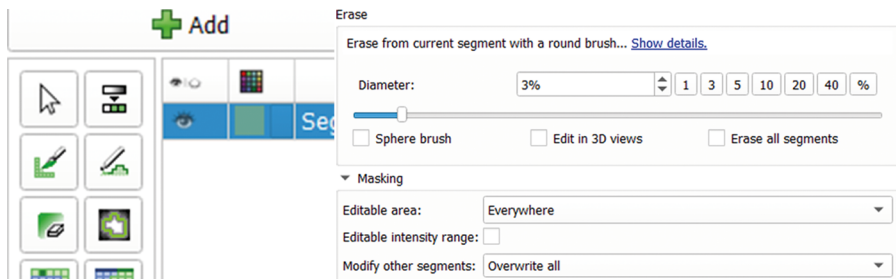 Add
Erase
Erase from current segment with a round brush... Show details.
Diameter: 3% 1 3 5 10 20 40 %
Sphere brush Edit in 3D views Erase all segments
Masking
Editable area: Everywhere
Editable intensity range:
Modify other segments: Overwrite all